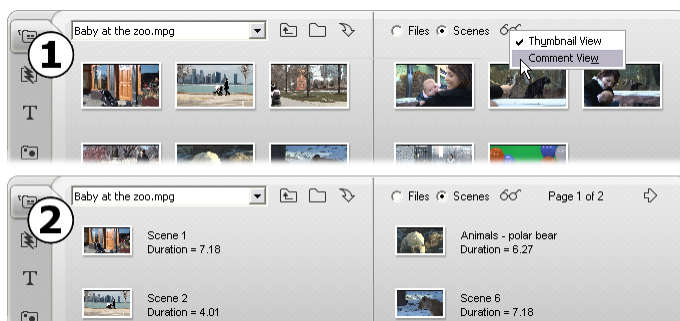 Baby at the zoo.mpg
Files Scenes
Thumbnail View
Comment View
1
T
Baby at the zoo.mpg
Files Scenes Page 1 of 2
2
Scene 1
Duration = 7.18
Animals - polar bear
Duration = 6.27
T
Scene 2
Duration = 4.01
Scene 6
Duration = 7.18